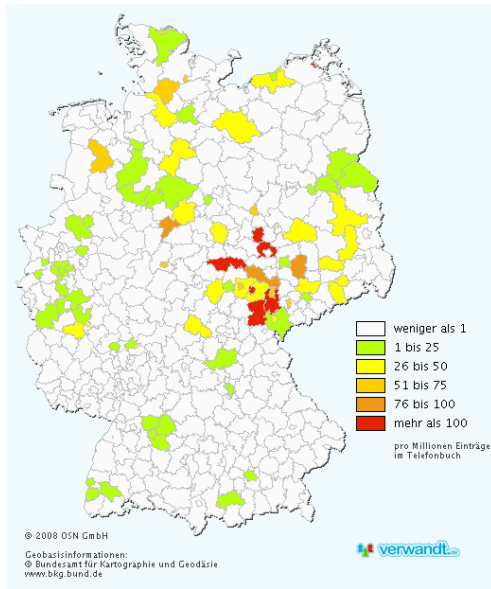 weniger als 1
1 bis 25
26 bis 50
51 bis 75
76 bis 100
mehr als 100
pro Millionen Einträge
im Telefonbuch
© 2008 OSN GmbH
Geobasisinformationen:
© Bundesamt für Kartographie und Geodäsie
www.bkg.bund.de
verwandt.de